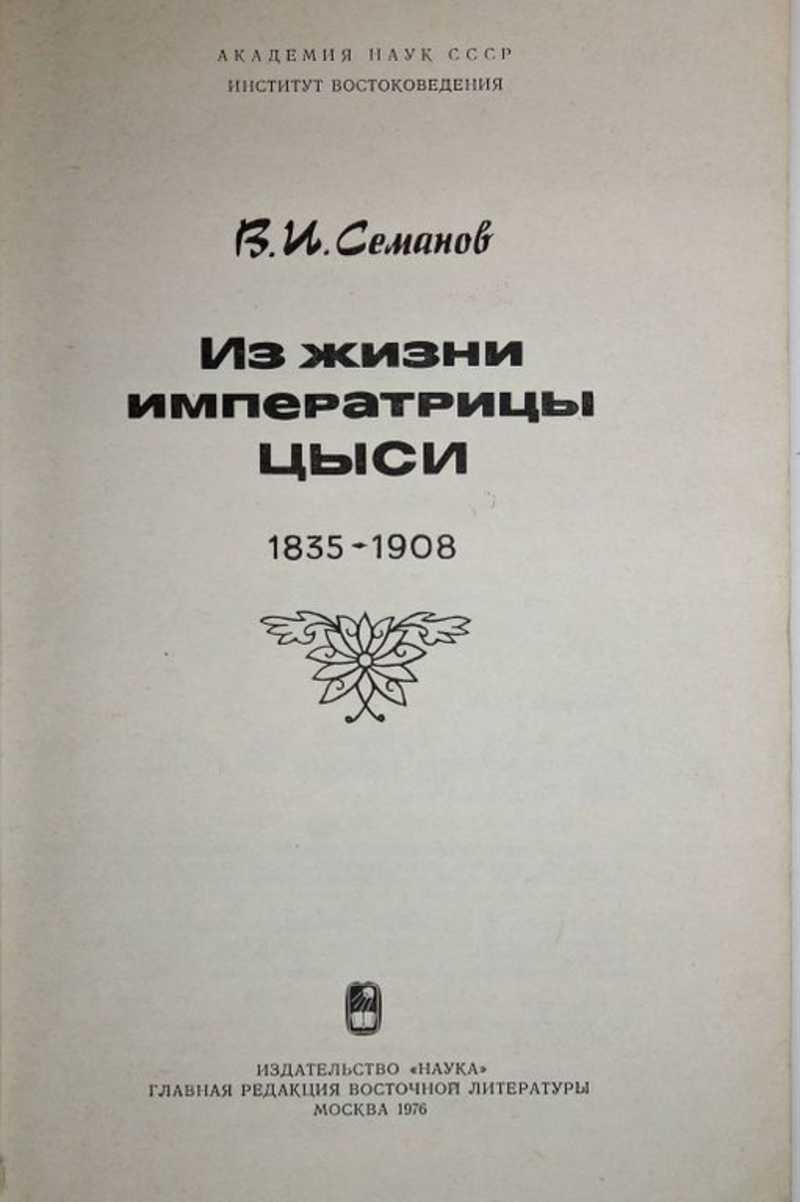 АКАДЕМИЯ НАУК СССР
ИНСТИТУТ ВОСТОКОВЕДЕНИЯ
В. И. Семанов
Из жизни
императрицы
Цыси
1835-1908
ИЗДАТЕЛЬСТВО «НАУКА»
ГЛАВНАЯ РЕДАКЦИЯ ВОСТОЧНОЙ ЛИТЕРАТУРЫ
МОСКВА 1976